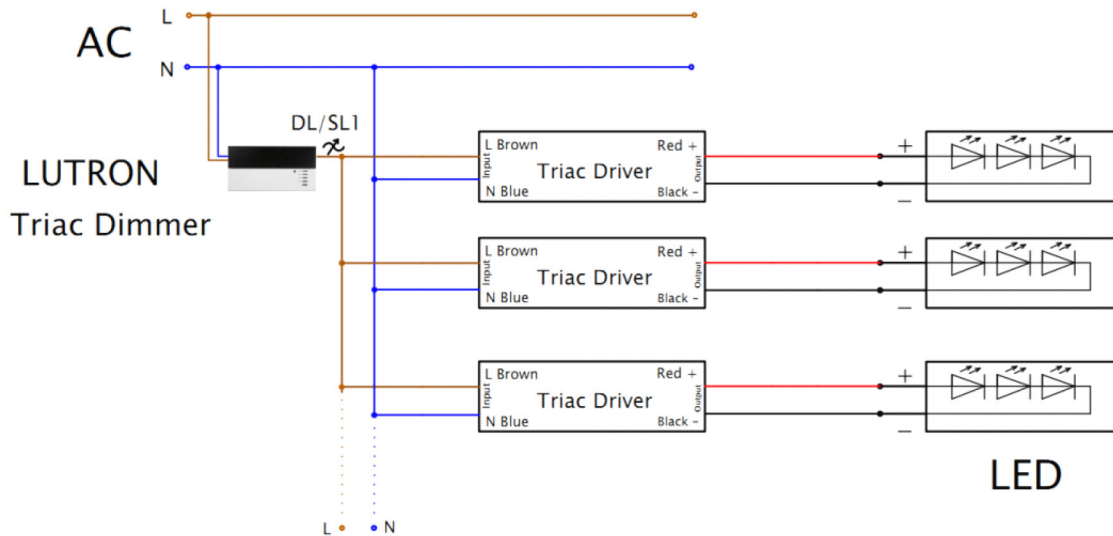 L
AC
N
DL/SL1
LUTRON
Triac Dimmer
L Brown
Input
N Blue
Triac Driver
Red +
Output
Black -
+
–
L Brown
Input
N Blue
Triac Driver
Red +
Output
Black -
+
–
L Brown
Input
N Blue
Triac Driver
Red +
Output
Black -
+
–
LED
L
N